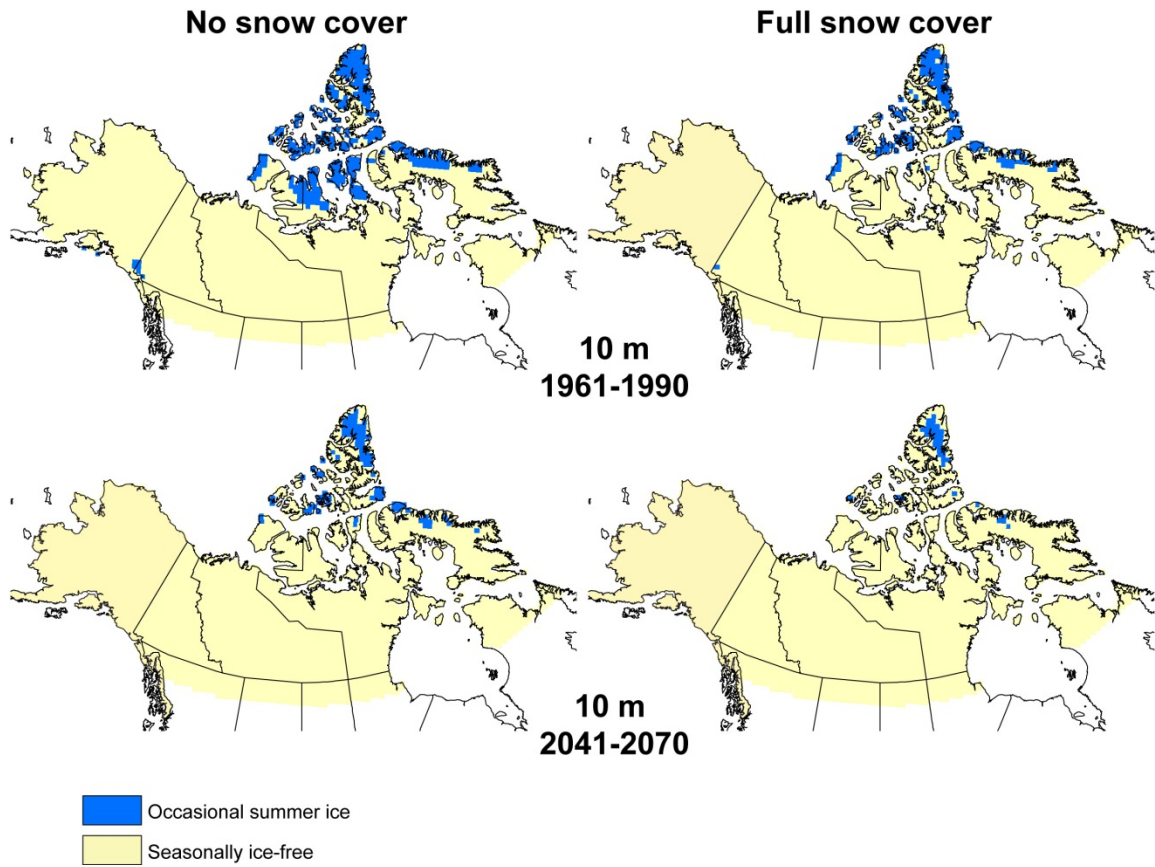 No snow cover
Full snow cover
10 m
1961-1990
10 m
2041-2070
Occasional summer ice
Seasonally ice-free